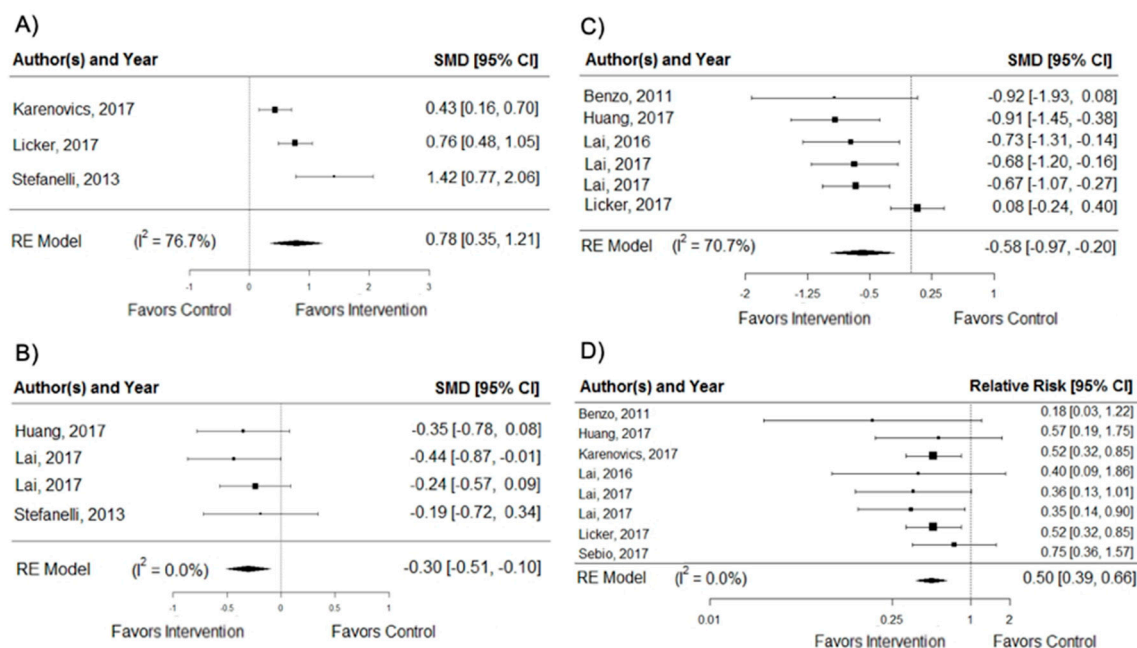 A)
Author(s) and Year SMD [95% CI]
Karenovics, 2017 0.43 [0.16, 0.70]
Licker, 2017 0.76 [0.48, 1.05]
Stefanelli, 2013 1.42 [0.77, 2.06]
RE Model (I² = 76.7%) 0.78 [0.35, 1.21]
-1 0 1 2 3
Favors Control Favors Intervention
B)
Author(s) and Year SMD [95% CI]
Huang, 2017 -0.35 [-0.78, 0.08]
Lai, 2017 -0.44 [-0.87, -0.01]
Lai, 2017 -0.24 [-0.57, 0.09]
Stefanelli, 2013 -0.19 [-0.72, 0.34]
RE Model (I² = 0.0%) -0.30 [-0.51, -0.10]
-1 -0.5 0 0.5 1
Favors Intervention Favors Control
C)
Author(s) and Year SMD [95% CI]
Benzo, 2011 -0.92 [-1.93, 0.08]
Huang, 2017 -0.91 [-1.45, -0.38]
Lai, 2016 -0.73 [-1.31, -0.14]
Lai, 2017 -0.68 [-1.20, -0.16]
Lai, 2017 -0.67 [-1.07, -0.27]
Licker, 2017 0.08 [-0.24, 0.40]
RE Model (I² = 70.7%) -0.58 [-0.97, -0.20]
-2 -1.25 -0.5 0.25 1
Favors Intervention Favors Control
D)
Author(s) and Year Relative Risk [95% CI]
Benzo, 2011 0.18 [0.03, 1.22]
Huang, 2017 0.57 [0.19, 1.75]
Karenovics, 2017 0.52 [0.32, 0.85]
Lai, 2016 0.40 [0.09, 1.86]
Lai, 2017 0.36 [0.13, 1.01]
Lai, 2017 0.35 [0.14, 0.90]
Licker, 2017 0.52 [0.32, 0.85]
Sebio, 2017 0.75 [0.36, 1.57]
RE Model (I² = 0.0%) 0.50 [0.39, 0.66]
0.01 0.25 1 2
Favors Intervention Favors Control